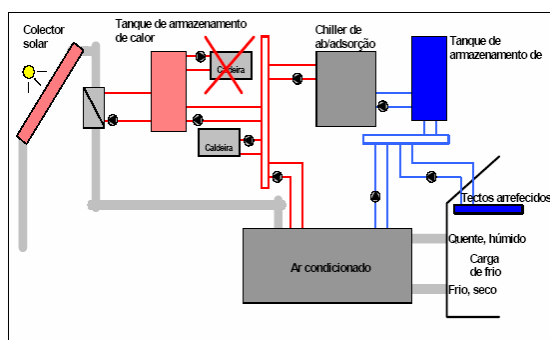 Colector
solar
Tanque de armazenamento
de calor
Caldeira
Caldeira
Chiller de
ab/adsorção
Tanque de
armazenamento de
Tectos arrefecidos
Quente, húmido
Carga
de frio
Frio, seco
Ar condicionado